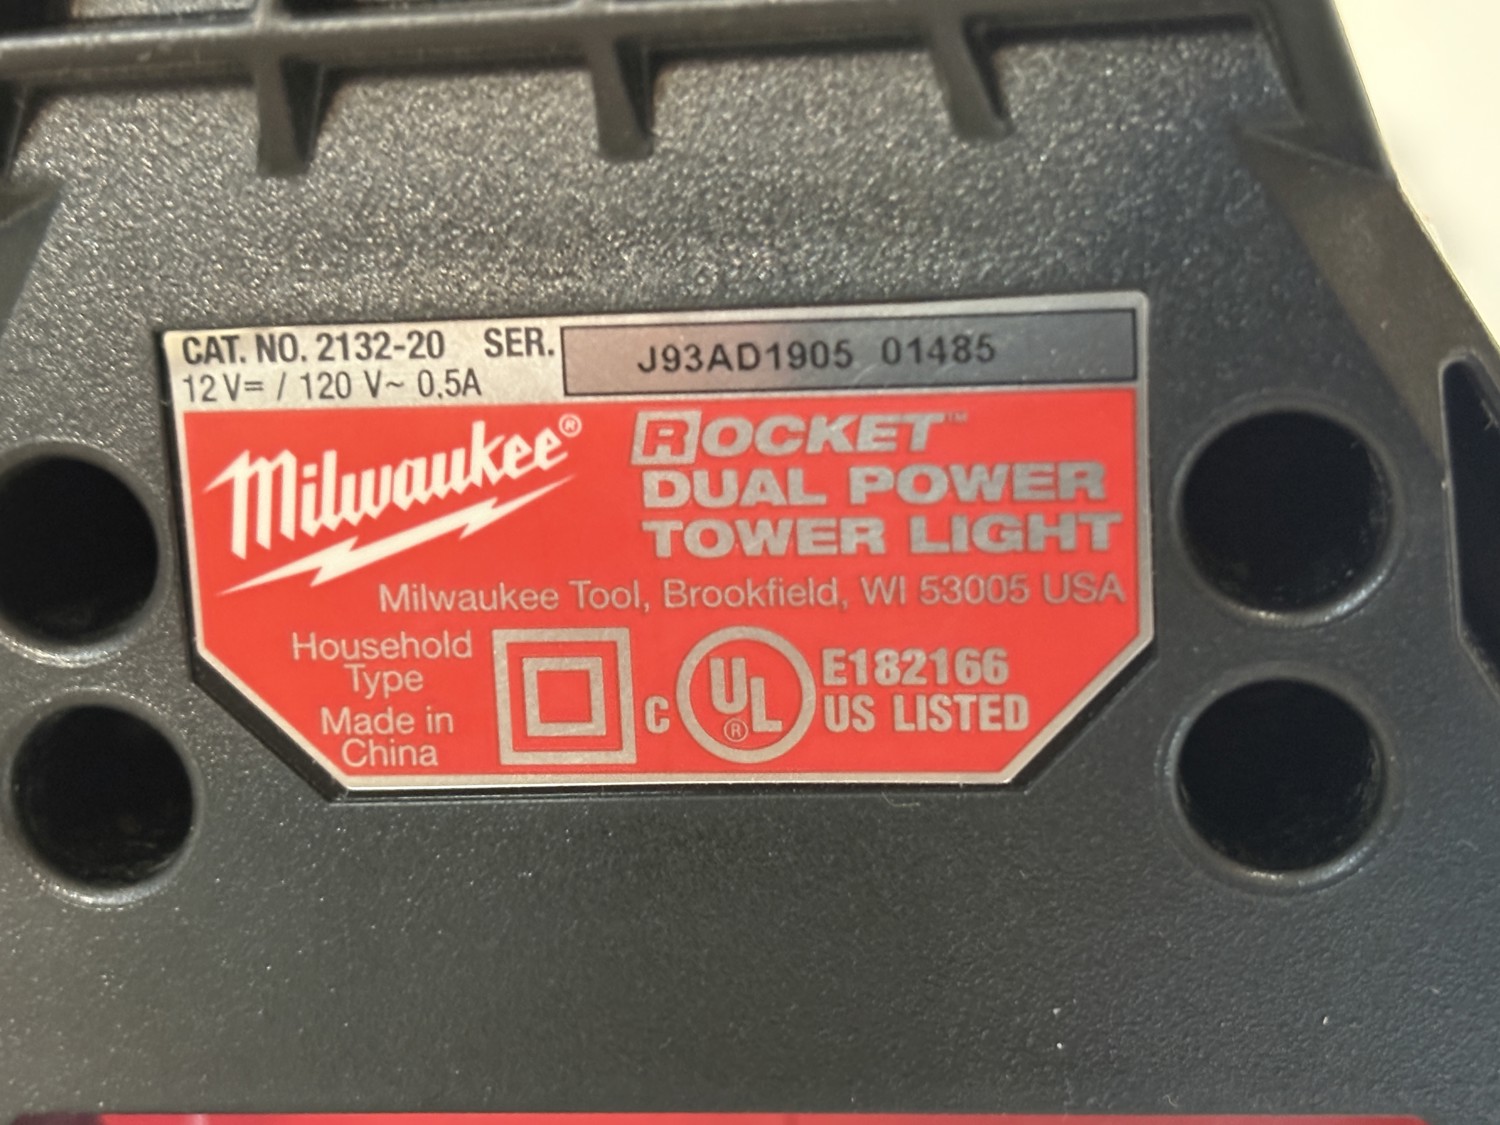 CAT. NO. 2132-20 SER. J93AD1905 01485
12 V= / 120 V~ 0.5A
Milwaukee®
ROCKET™
DUAL POWER
TOWER LIGHT
Milwaukee Tool, Brookfield, WI 53005 USA
Household
Type
Made in
China
C UL® US LISTED
E182166